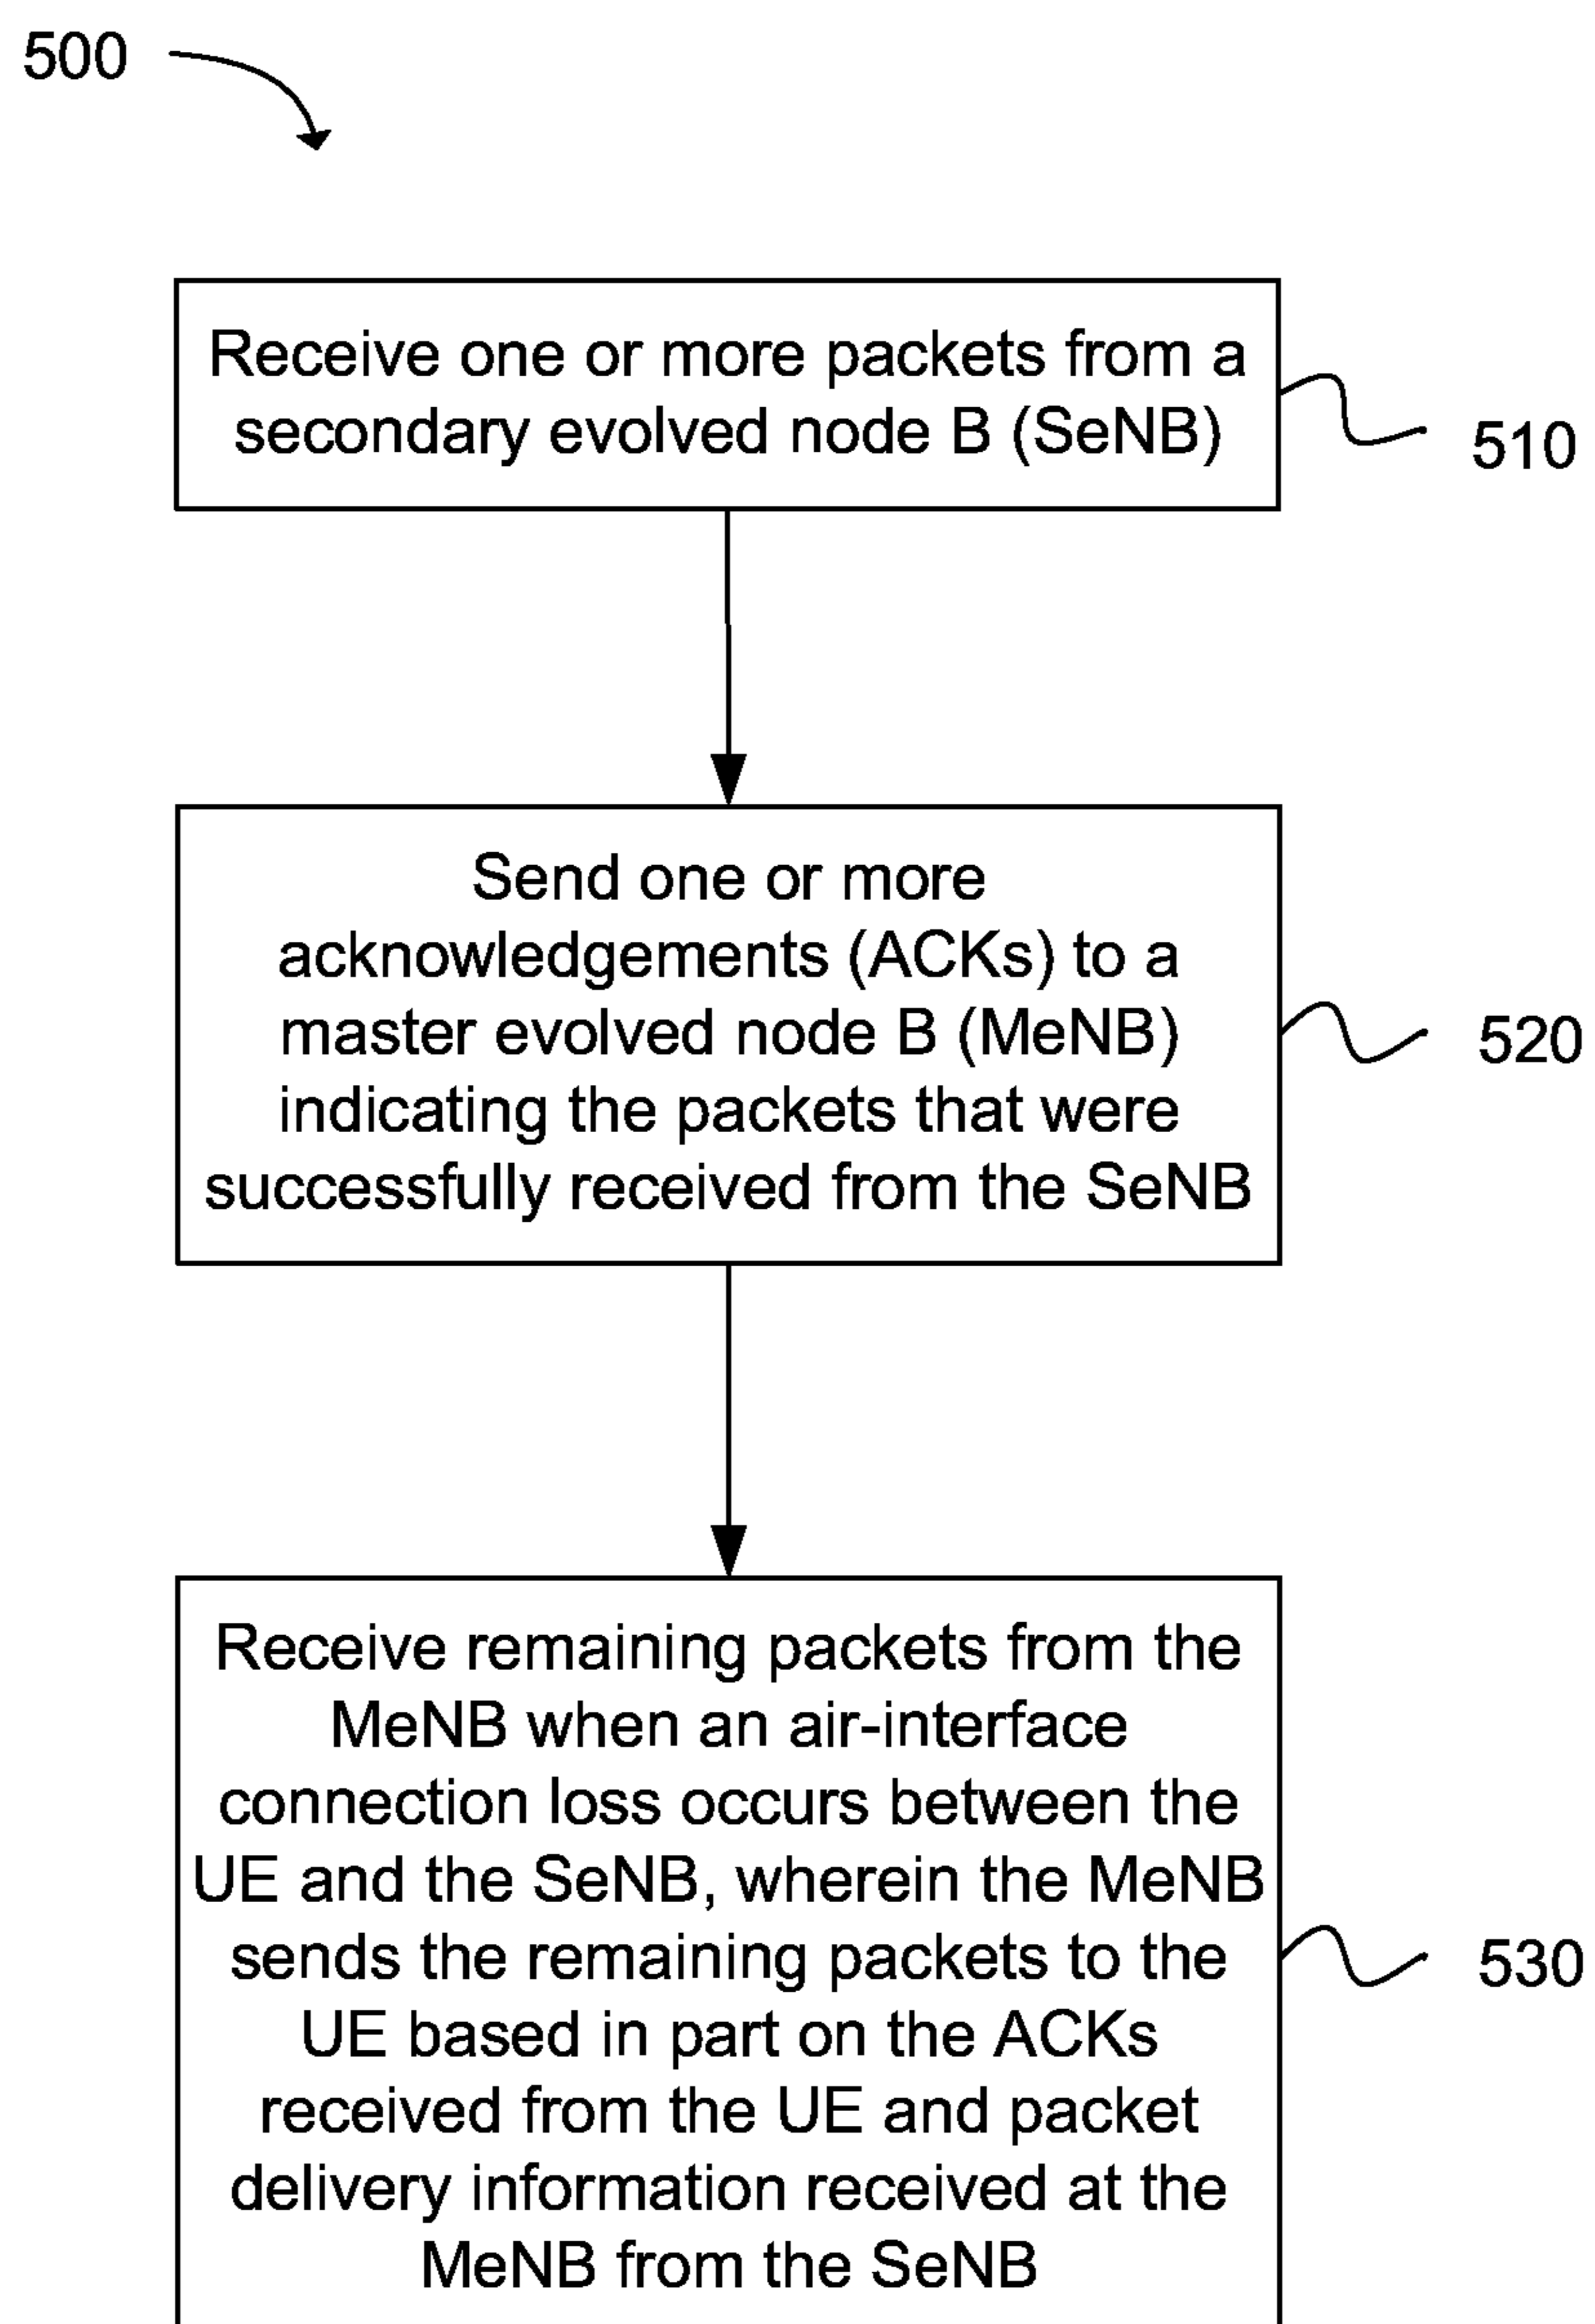 500
Receive one or more packets from a
secondary evolved node B (SeNB)
510
Send one or more
acknowledgements (ACKs) to a
master evolved node B (MeNB)
indicating the packets that were
successfully received from the SeNB
520
Receive remaining packets from the
MeNB when an air-interface
connection loss occurs between the
UE and the SeNB, wherein the MeNB
sends the remaining packets to the
UE based in part on the ACKs
received from the UE and packet
delivery information received at the
MeNB from the SeNB
530